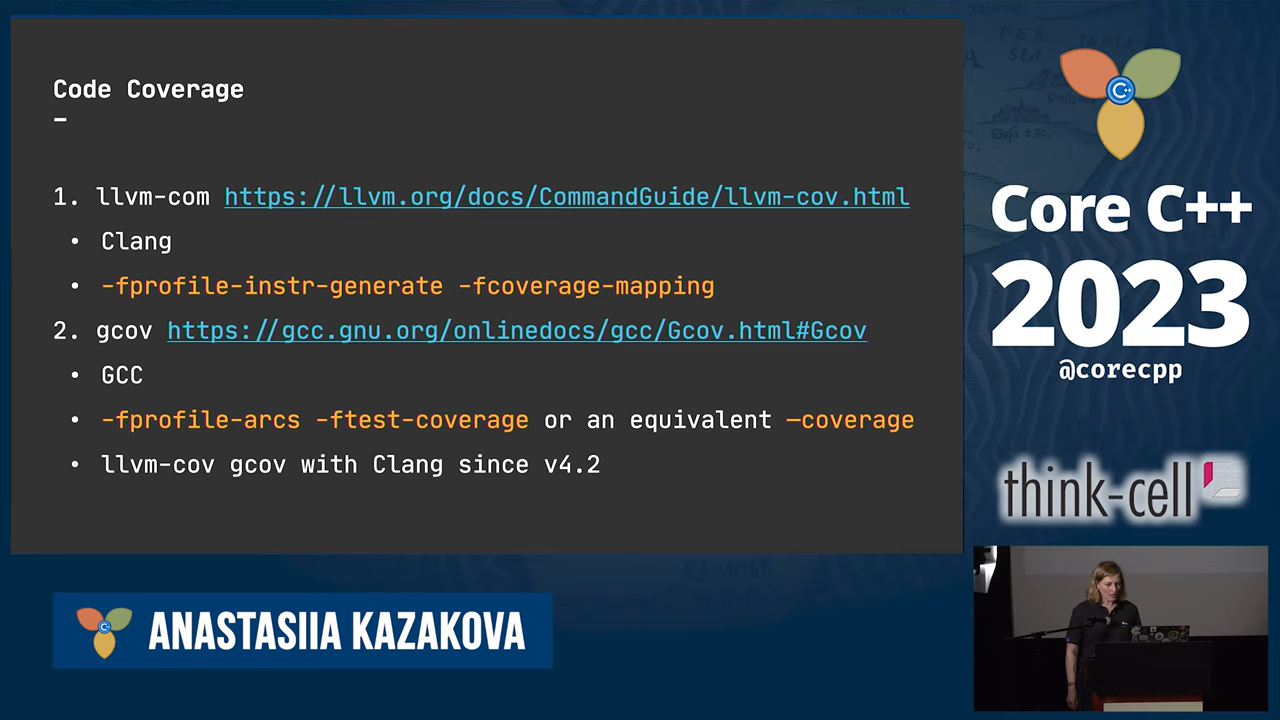 Code Coverage
–
1. llvm-com https://llvm.org/docs/CommandGuide/llvm-cov.html
• Clang
• -fprofile-instr-generate -fcoverage-mapping
2. gcov https://gcc.gnu.org/onlinedocs/gcc/Gcov.html#Gcov
• GCC
• -fprofile-arcs -ftest-coverage or an equivalent —coverage
• llvm-cov gcov with Clang since v4.2
PERSIA
INDIA
C++
Core C++
2023
@corecpp
think-cell
ANASTASIIA KAZAKOVA